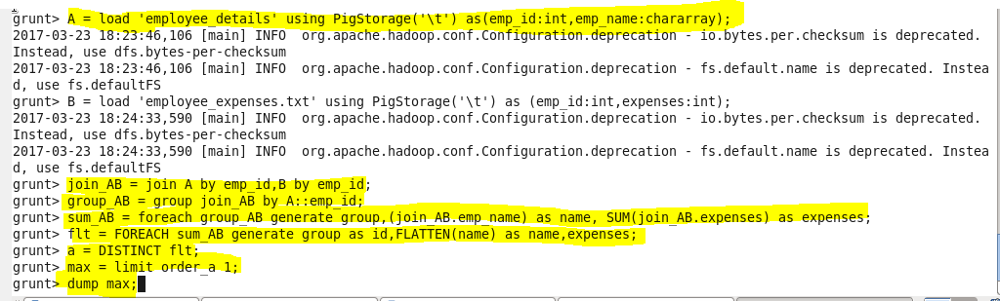 grunt> A = load 'employee_details' using PigStorage('\t') as(emp_id:int,emp_name:chararray);
2017-03-23 18:23:46,106 [main] INFO  org.apache.hadoop.conf.Configuration.deprecation - io.bytes.per.checksum is deprecated.
Instead, use dfs.bytes-per-checksum
2017-03-23 18:23:46,106 [main] INFO  org.apache.hadoop.conf.Configuration.deprecation - fs.default.name is deprecated. Instea
d, use fs.defaultFS
grunt> B = load 'employee_expenses.txt' using PigStorage('\t') as (emp_id:int,expenses:int);
2017-03-23 18:24:33,590 [main] INFO  org.apache.hadoop.conf.Configuration.deprecation - io.bytes.per.checksum is deprecated.
Instead, use dfs.bytes-per-checksum
2017-03-23 18:24:33,590 [main] INFO  org.apache.hadoop.conf.Configuration.deprecation - fs.default.name is deprecated. Instea
d, use fs.defaultFS
grunt> join_AB = join A by emp_id,B by emp_id;
grunt> group_AB = group join_AB by A::emp_id;
grunt> sum_AB = foreach group_AB generate group,(join_AB.emp_name) as name, SUM(join_AB.expenses) as expenses;
grunt> flt = FOREACH sum_AB generate group as id,FLATTEN(name) as name,expenses;
grunt> a = DISTINCT flt;
grunt> max = limit order_a 1;
grunt> dump max;